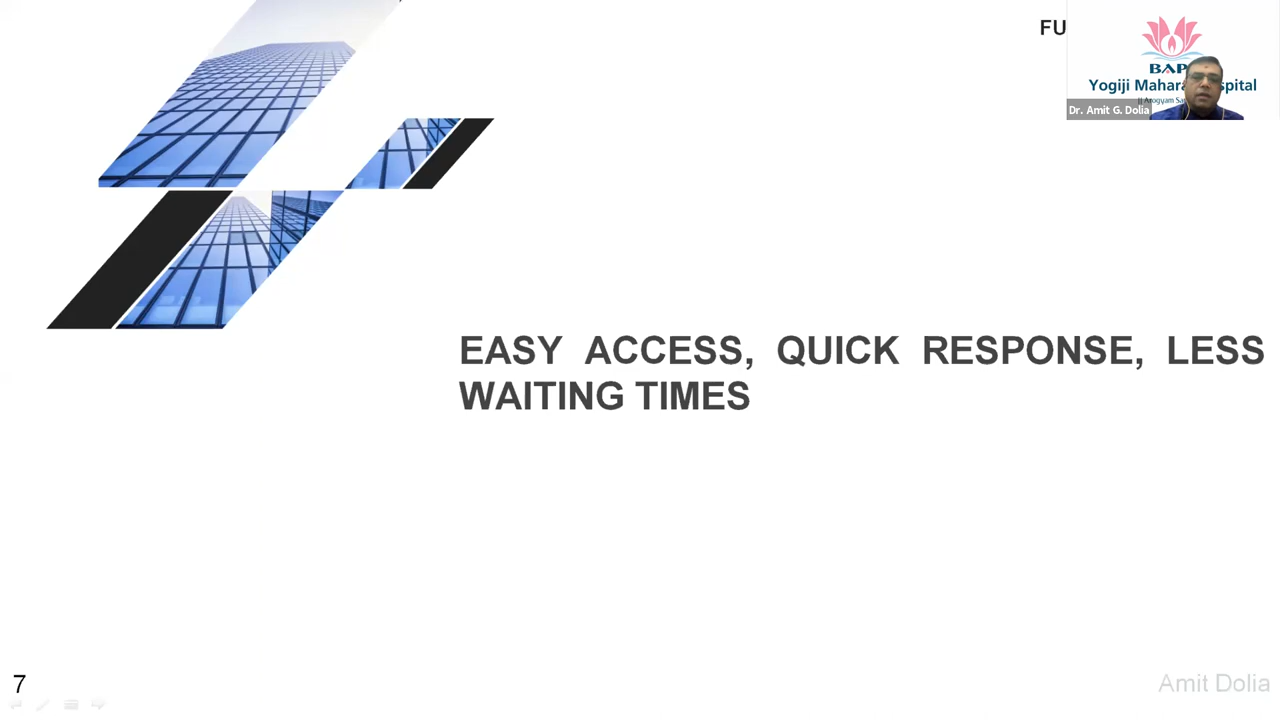 FU
BAP
Yogiji Mahara spital
Dr. Amit G. Dolia
EASY ACCESS, QUICK RESPONSE, LESS
WAITING TIMES
7
Amit Dolia